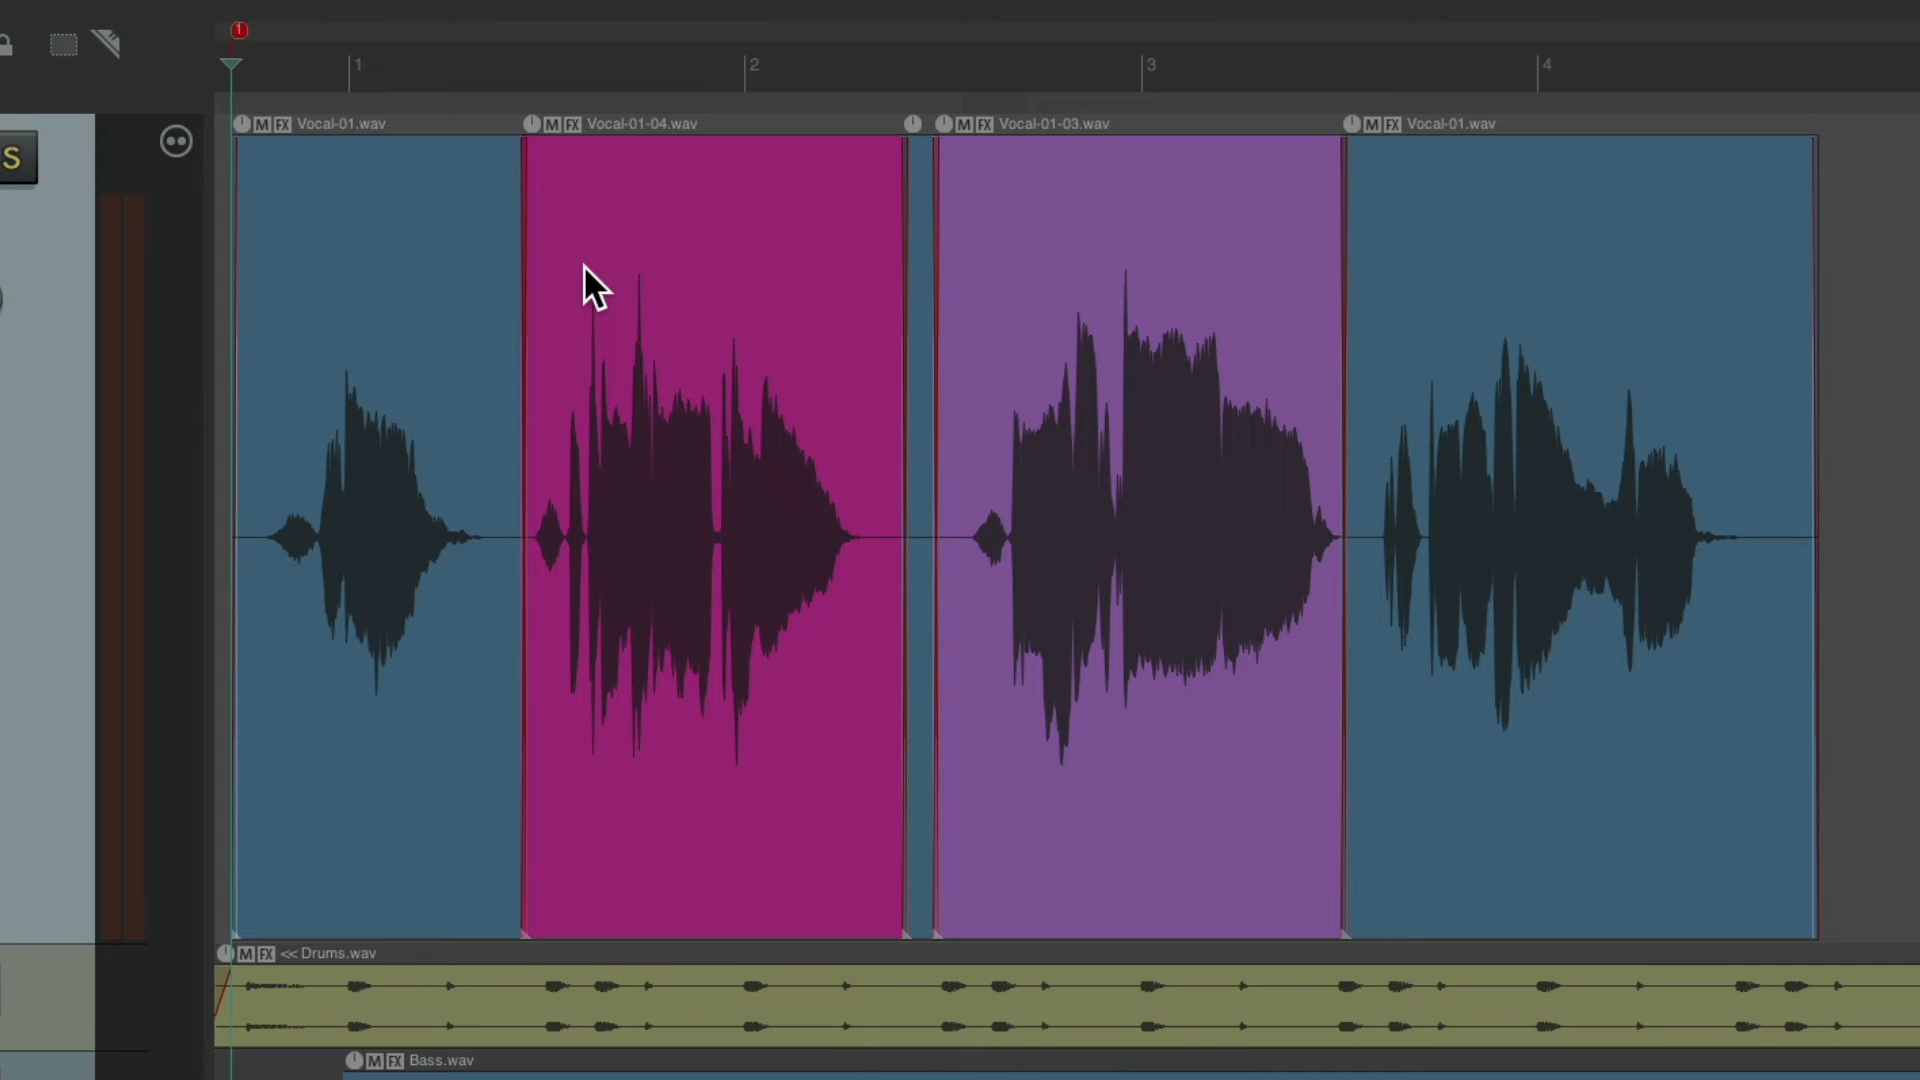 1
1 2 3 4
M FX Vocal-01.wav M FX Vocal-01-04.wav M FX Vocal-01-03.wav M FX Vocal-01.wav
S
M FX << Drums.wav
M FX Bass.wav